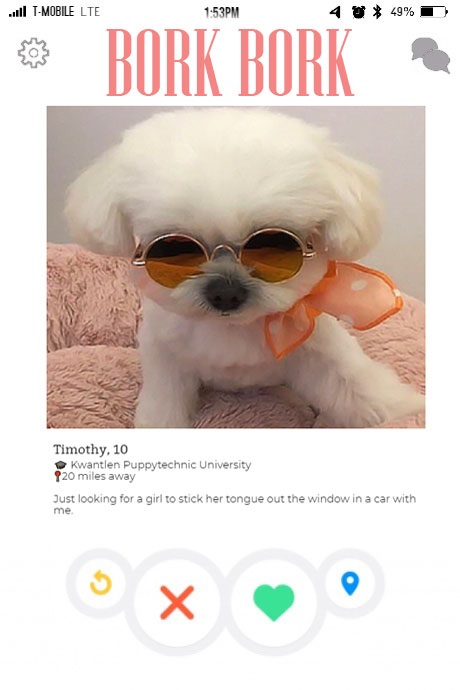 T-MOBILE LTE 1:53PM 49%
BORK BORK
Timothy, 10
Kwantlen Puppytechnic University
20 miles away
Just looking for a girl to stick her tongue out the window in a car with
me.